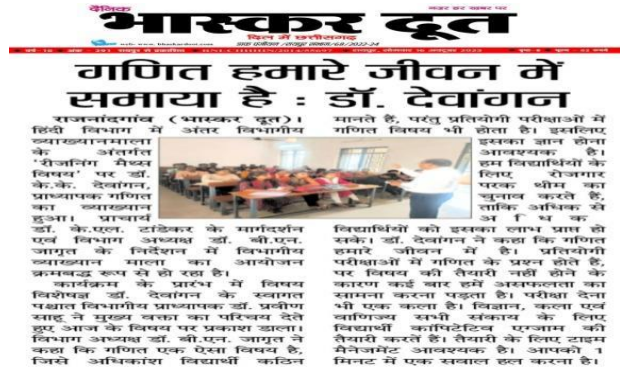 दैनिक
नजर हर खबर पर
भास्कर दूत
दिल में छत्तीसगढ़
गणित हमारे जीवन में
समाया है : डॉ. देवांगन
राजनांदगांव (भास्कर दूत)।
हिंदी विभाग में अंतर विभागीय
व्याख्यानमाला
के अंतर्गत
'रीजनिंग मैथ्स
विषय' पर डॉ.
के.के. देवांगन,
प्राध्यापक गणित
का व्याख्यान
हुआ। प्राचार्य
डॉ. के.एल. टांडेकर के मार्गदर्शन
एवं विभाग अध्यक्ष डॉ. बी.एन.
जागृत के निर्देशन में विभागीय
व्याख्यान माला का आयोजन
क्रमबद्ध रूप से हो रहा है।
कार्यक्रम के प्रारंभ में विषय
विशेषज्ञ डॉ. देवांगन के स्वागत
पश्चात विभागीय प्राध्यापक डॉ. प्रवीण
साहू ने मुख्य वक्ता का परिचय देते
हुए आज के विषय पर प्रकाश डाला।
विभाग अध्यक्ष डॉ. बी.एन. जागृत ने
कहा कि गणित एक ऐसा विषय है,
जिसे अधिकांश विद्यार्थी कठिन
मानते हैं, परंतु प्रतियोगी परीक्षाओं में
गणित विषय भी होता है। इसलिए
इसका ज्ञान होना
आवश्यक है।
हम विद्यार्थियों के
लिए रोजगार
परक थीम का
चुनाव करते हैं,
ताकि अधिक से
अधिक
विद्यार्थियों को इसका लाभ प्राप्त हो
सके। डॉ. देवांगन ने कहा कि गणित
हमारे जीवन में है। प्रतियोगी
परीक्षाओं में गणित के प्रश्न होते हैं,
पर विषय की तैयारी नहीं होने के
कारण कई बार हमें असफलता का
सामना करना पड़ता है। परीक्षा देना
भी एक कला है। विज्ञान, कला एवं
वाणिज्य सभी संकाय के लिए
विद्यार्थी कांपिटेटिव एग्जाम की
तैयारी करतें हैं। तैयारी के लिए टाइम
मैनेजमेंट आवश्यक है। आपको 1
मिनट में एक सवाल हल करना है।